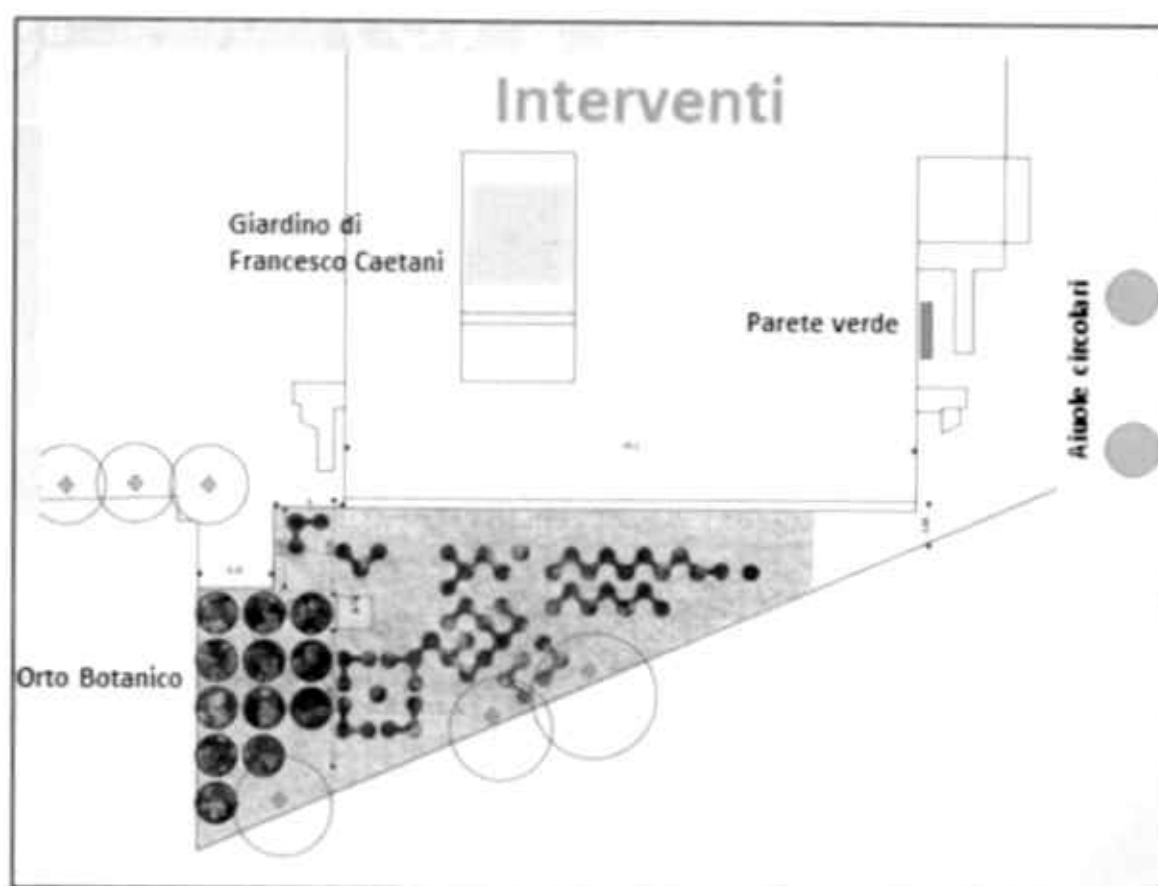 Interventi
Giardino di
Francesco Caetani
Parete verde
Aiuole circolari
Orto Botanico